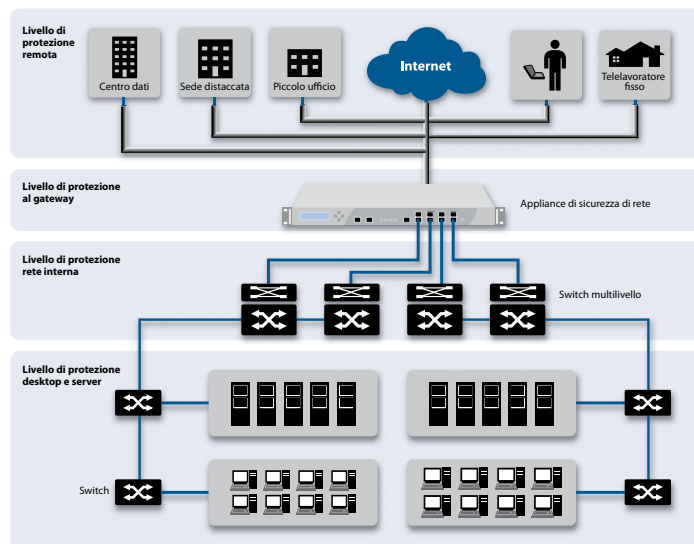 Livello di
protezione
remota
Centro dati
Sede distaccata
Piccolo ufficio
Internet
Telelavoratore
fisso
Livello di protezione
al gateway
Appliance di sicurezza di rete
Livello di protezione
rete interna
Switch multilivello
Livello di protezione
desktop e server
Switch